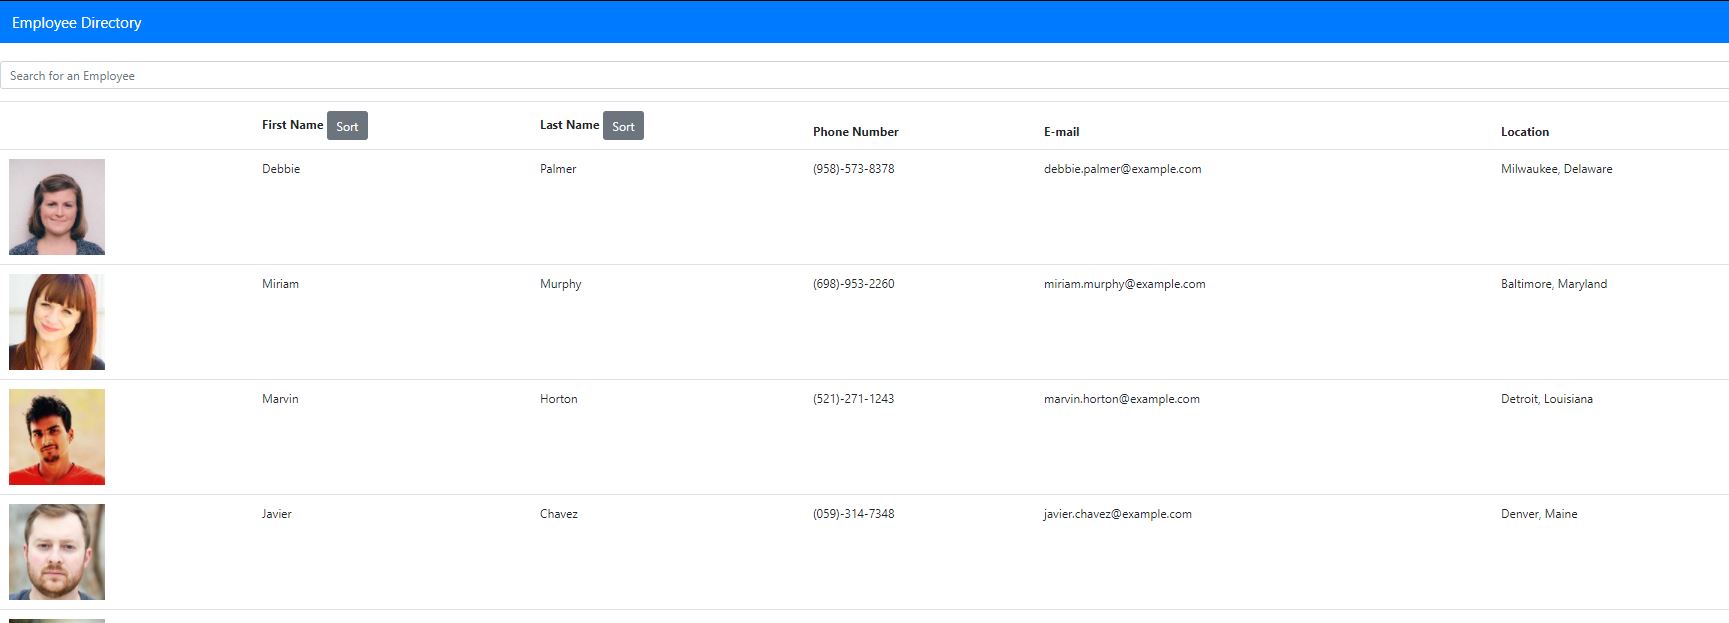 Employee Directory
Search for an Employee
First Name Sort Last Name Sort Phone Number E-mail Location
Debbie Palmer (958)-573-8378 debbie.palmer@example.com Milwaukee, Delaware
Miriam Murphy (698)-953-2260 miriam.murphy@example.com Baltimore, Maryland
Marvin Horton (521)-271-1243 marvin.horton@example.com Detroit, Louisiana
Javier Chavez (059)-314-7348 javier.chavez@example.com Denver, Maine